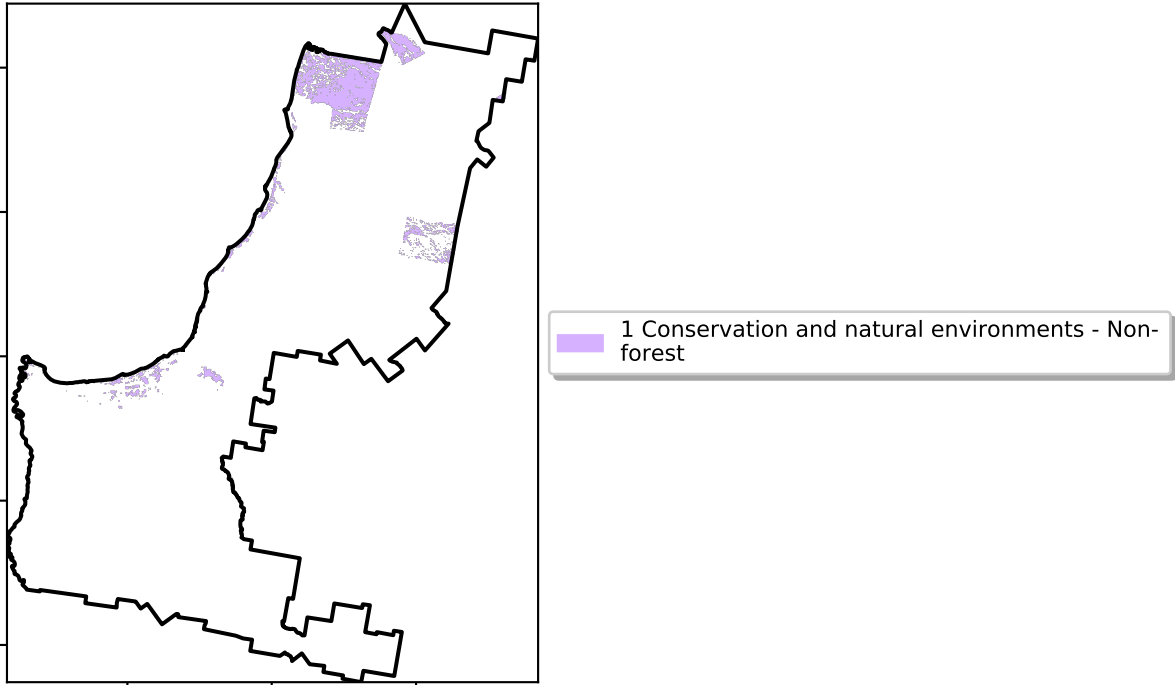 1 Conservation and natural environments - Non-
forest